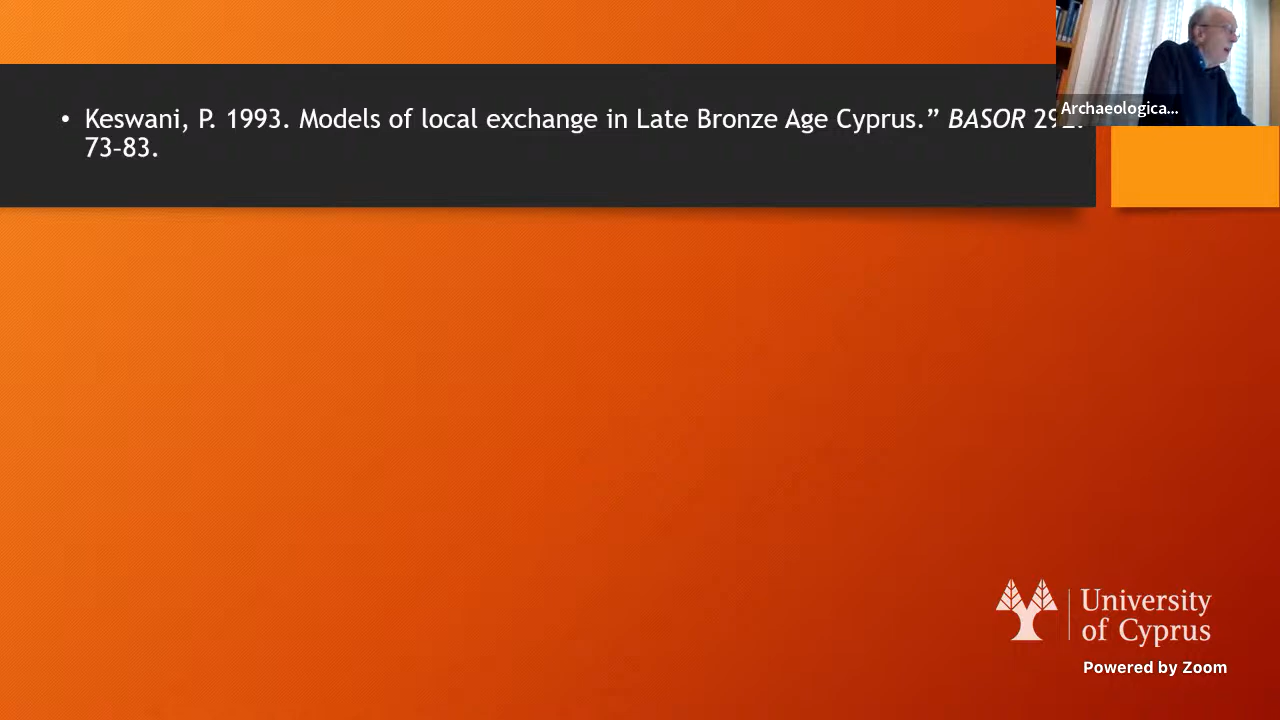 • Keswani, P. 1993. Models of local exchange in Late Bronze Age Cyprus.” BASOR
73–83.
Archaeologica...
University
of Cyprus
Powered by Zoom